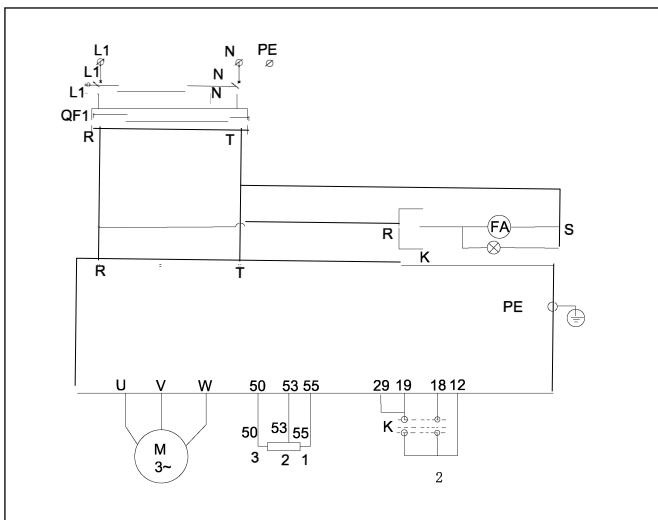 L1 N PE
L1 N
L1 N
QF1
R T
R FA S
K
R T
PE
U V W 50 53 55 29 19 18 12
50 53 55 K
M
3~
3 2 1
2